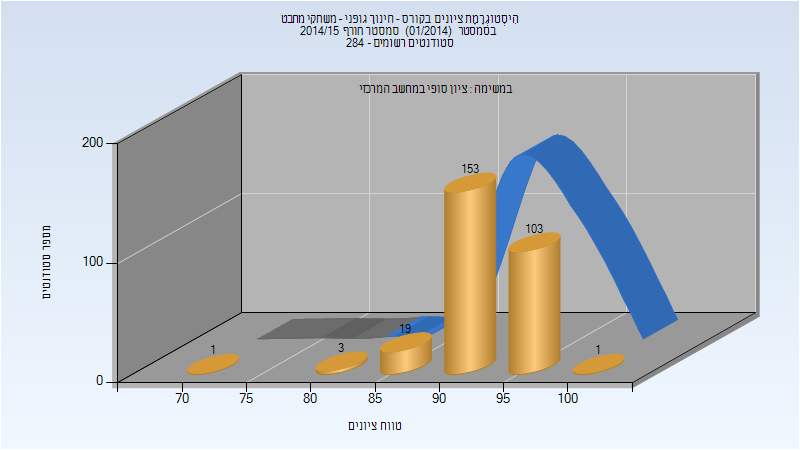 היסטוגרמת ציונים בקורס - חינוך גופני - משחקי מחבט
בסמסטר (01/2014) סמסטר חורף 2014/15
סטודנטים רשומים - 284
במשימה : ציון סופי במחשב המרכזי
מספר סטודנטים
200
100
0
1
3
19
153
103
1
70 75 80 85 90 95 100
טווח ציונים